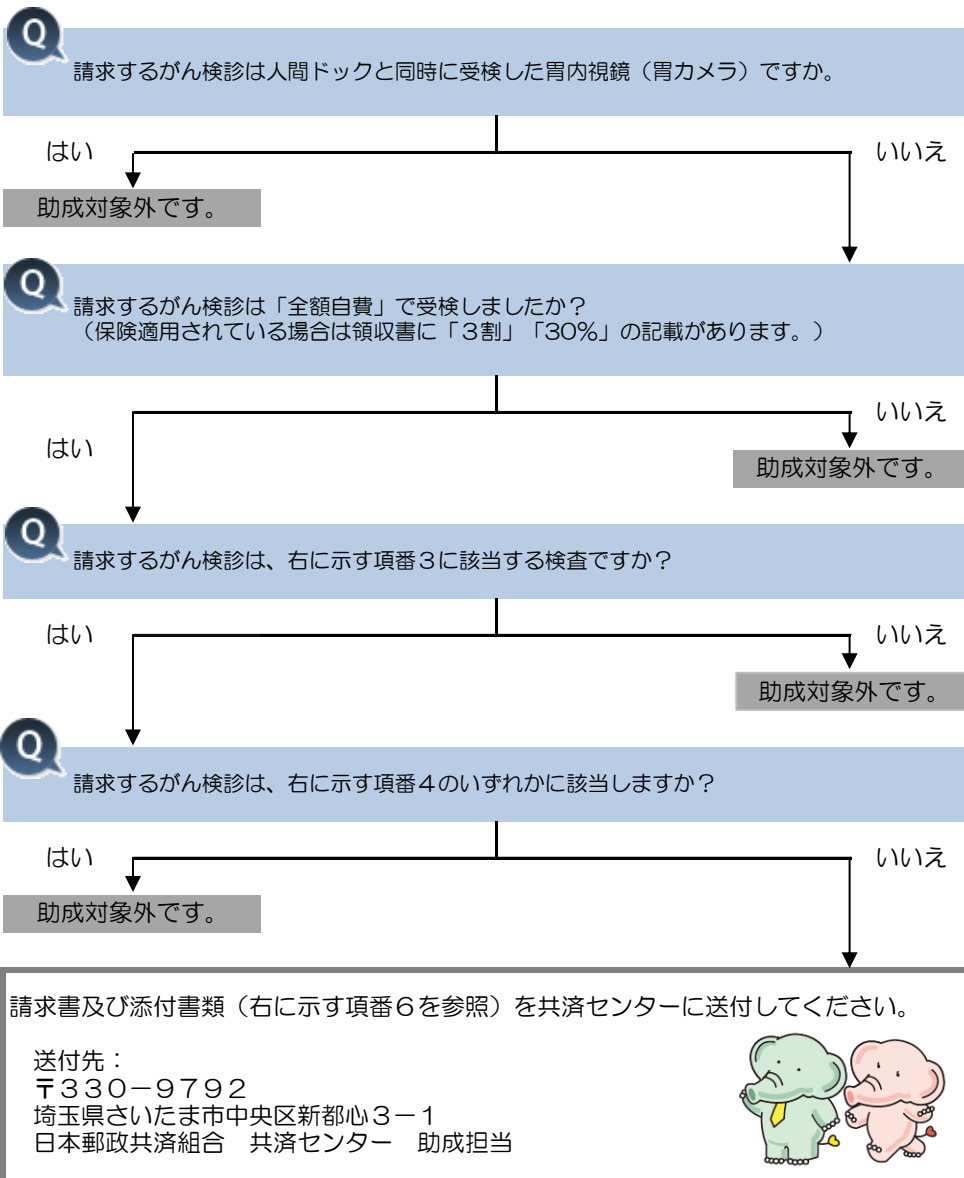 Q
請求するがん検診は人間ドックと同時に受検した胃内視鏡（胃カメラ）ですか。
はい
いいえ
助成対象外です。
Q
請求するがん検診は「全額自費」で受検しましたか？
（保険適用されている場合は領収書に「３割」「30％」の記載があります。）
いいえ
はい
助成対象外です。
Q
請求するがん検診は、右に示す項番３に該当する検査ですか？
はい
いいえ
助成対象外です。
Q
請求するがん検診は、右に示す項番４のいずれかに該当しますか？
はい
いいえ
助成対象外です。
請求書及び添付書類（右に示す項番６を参照）を共済センターに送付してください。
送付先：
〒３３０－９７９２
埼玉県さいたま市中央区新都心３－１
日本郵政共済組合　共済センター　助成担当